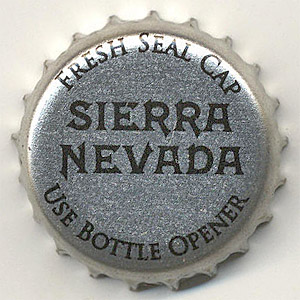 FRESH SEAL CAP
SIERRA
NEVADA
USE BOTTLE OPENER